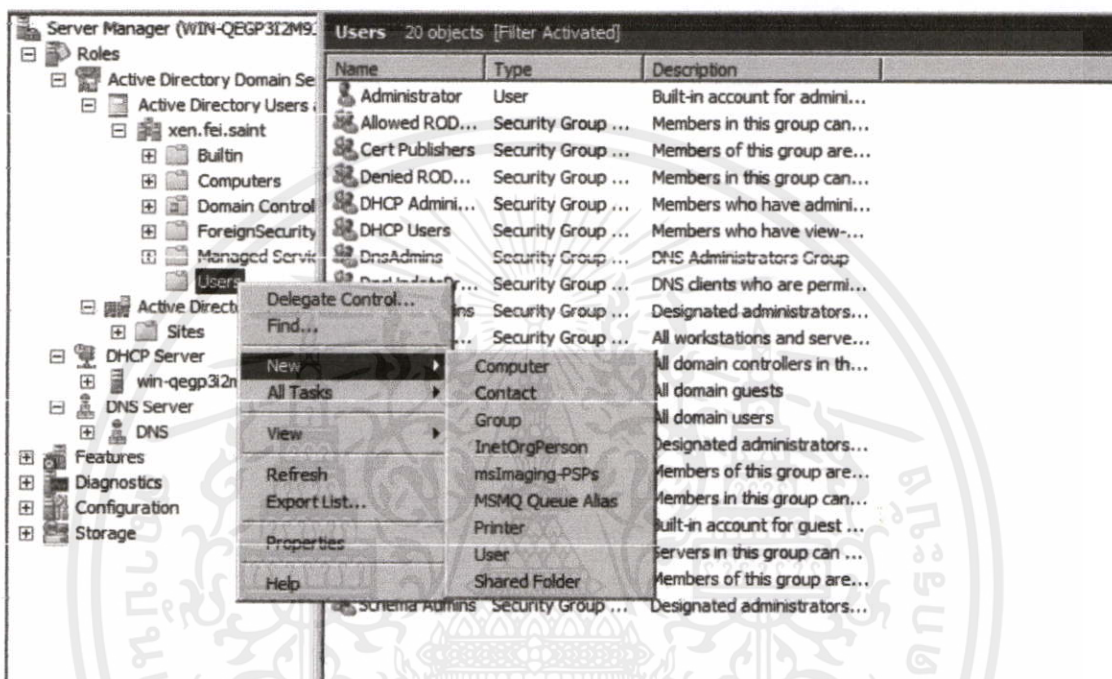 Server Manager (WIN-QEGP3I2M9
Roles
Active Directory Domain Se
Active Directory Users
xen.fei.saint
Builtin
Computers
Domain Control
ForeignSecurity
Managed Servic
Users
Active Direct
Sites
DHCP Server
win-qegp3i2m
DNS Server
DNS
Features
Diagnostics
Configuration
Storage
Users 20 objects [Filter Activated]
Name Type Description
Administrator User Built-in account for admini...
Allowed ROD... Security Group ... Members in this group can...
Cert Publishers Security Group ... Members of this group are...
Denied ROD... Security Group ... Members in this group can...
DHCP Admini... Security Group ... Members who have admini...
DHCP Users Security Group ... Members who have view-...
DnsAdmins Security Group ... DNS Administrators Group
DnsUpdatePr... Security Group ... DNS clients who are permi...
ins Security Group ... Designated administrators...
... Security Group ... All workstations and serve...
All domain controllers in th...
All domain guests
All domain users
Designated administrators...
Members of this group are...
Members in this group can...
Built-in account for guest ...
Servers in this group can ...
Members of this group are...
Schema Admins Security Group ... Designated administrators...
Delegate Control...
Find...
New
All Tasks
View
Refresh
Export List...
Properties
Help
Computer
Contact
Group
InetOrgPerson
msImaging-PSPs
MSMQ Queue Alias
Printer
User
Shared Folder